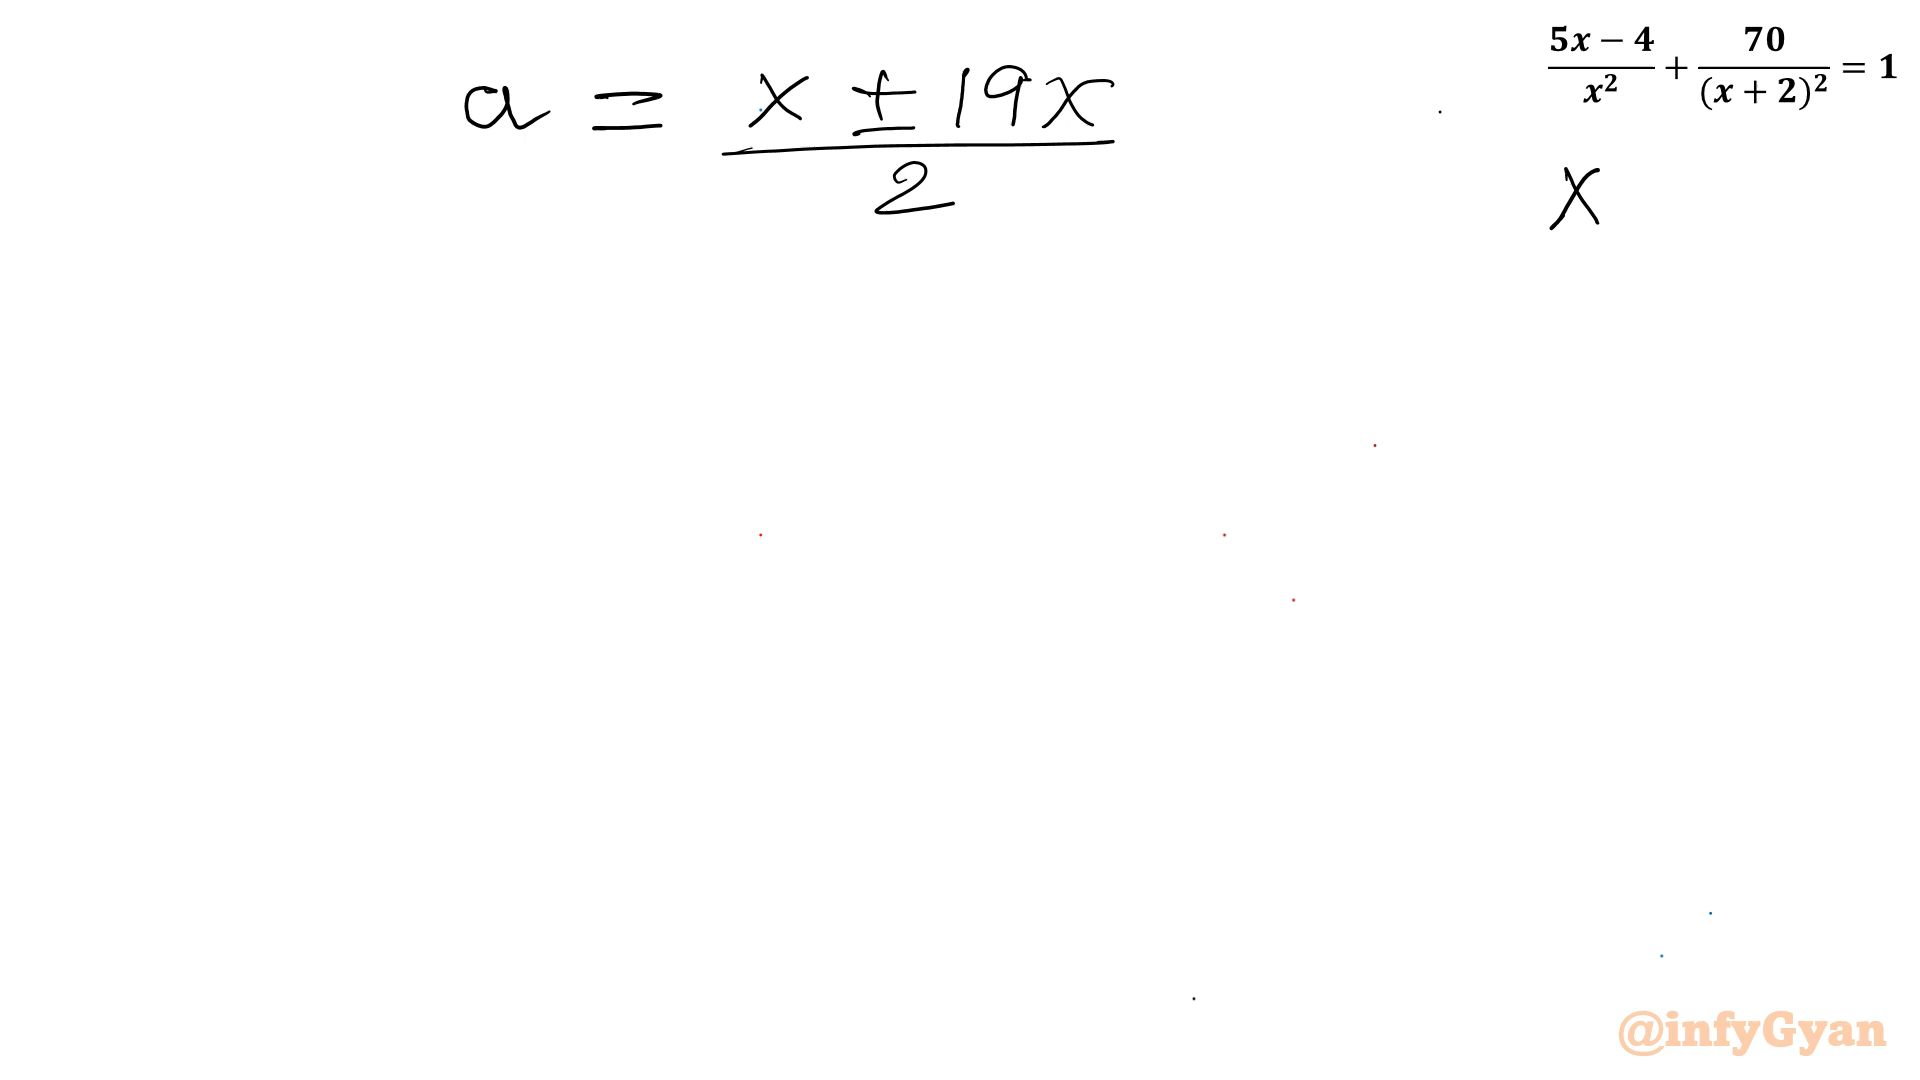 a = (x ± 19x)/2
(5x − 4)/x² + 70/(x + 2)² = 1
x
@infyGyan